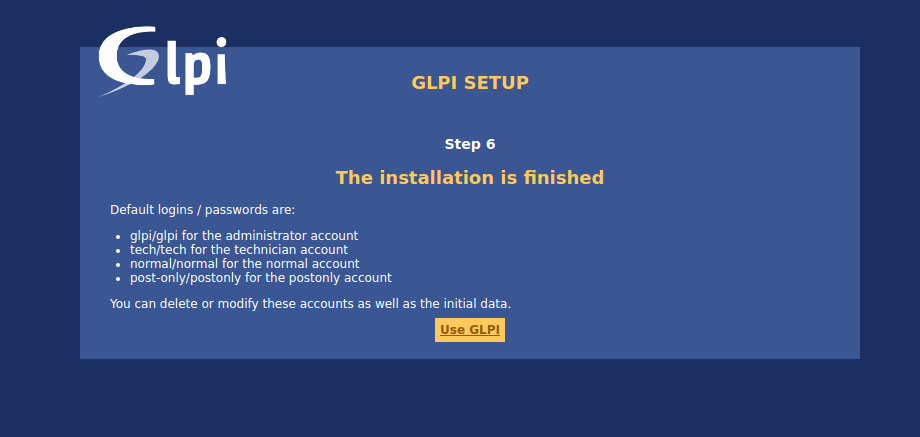 Glpi
GLPI SETUP
Step 6
The installation is finished
Default logins / passwords are:
glpi/glpi for the administrator account
tech/tech for the technician account
normal/normal for the normal account
post-only/postonly for the postonly account
You can delete or modify these accounts as well as the initial data.
Use GLPI